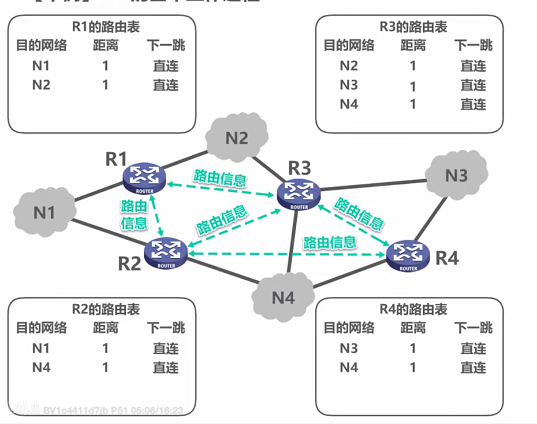 R1的路由表
目的网络 距离 下一跳
N1 1 直连
N2 1 直连
R3的路由表
目的网络 距离 下一跳
N2 1 直连
N3 1 直连
N4 1 直连
N2
R1
R3
N3
路由信息
路由
信息
路由信息
路由信息
N1
ROUTER
ROUTER
路由信息
R2
R4
ROUTER
ROUTER
N4
R2的路由表
目的网络 距离 下一跳
N1 1 直连
N4 1 直连
R4的路由表
目的网络 距离 下一跳
N3 1 直连
N4 1 直连
BV1c4411d7jb P51 05:06/16:23